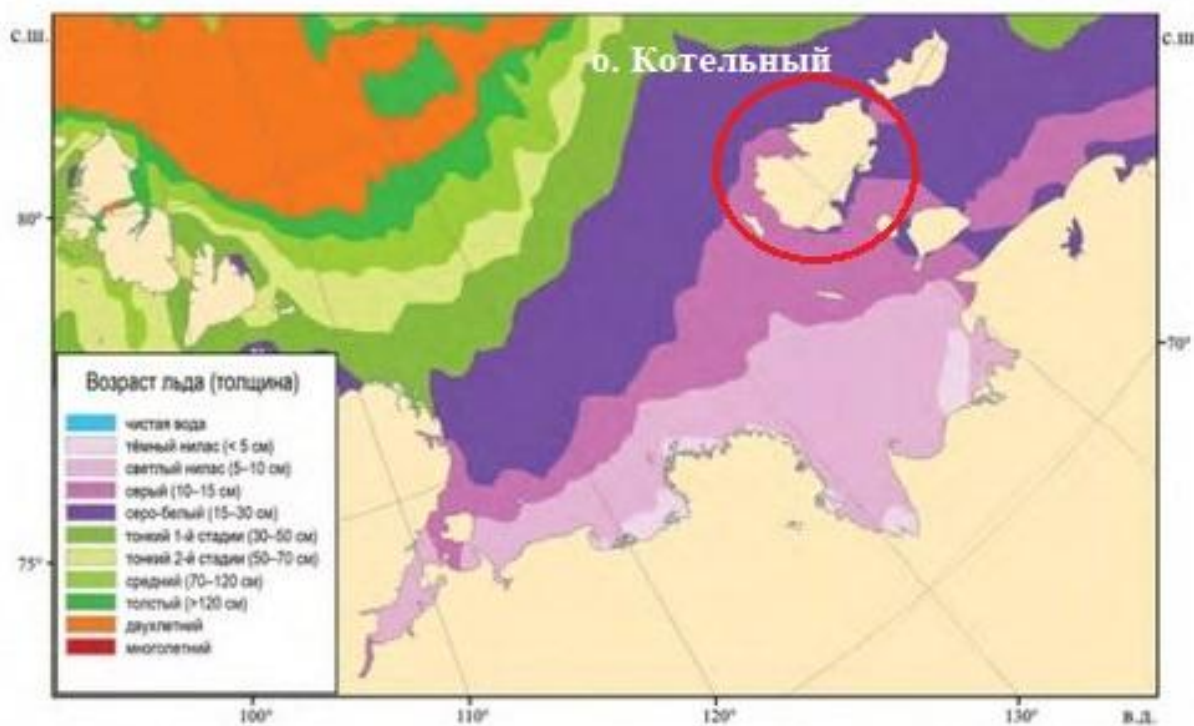 с.ш.
с.ш
о. Котельный
80°
70°
75°
Возраст льда (толщина)
чистая вода
тёмный нилас (< 5 см)
светлый нилас (5–10 см)
серый (10–15 см)
серо-белый (15–30 см)
тонкий 1-й стадии (30–50 см)
тонкий 2-й стадии (50–70 см)
средний (70–120 см)
толстый (>120 см)
двухлетний
многолетний
100°
110°
120°
130°
в.д.